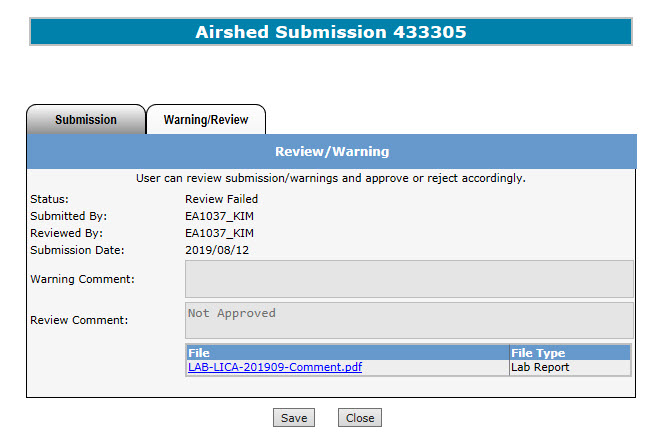 Airshed Submission 433305
Submission
Warning/Review
Review/Warning
User can review submission/warnings and approve or reject accordingly.
Status: Review Failed
Submitted By: EA1037_KIM
Reviewed By: EA1037_KIM
Submission Date: 2019/08/12
Warning Comment:
Review Comment: Not Approved
File File Type
LAB-LICA-201909-Comment.pdf Lab Report
Save Close